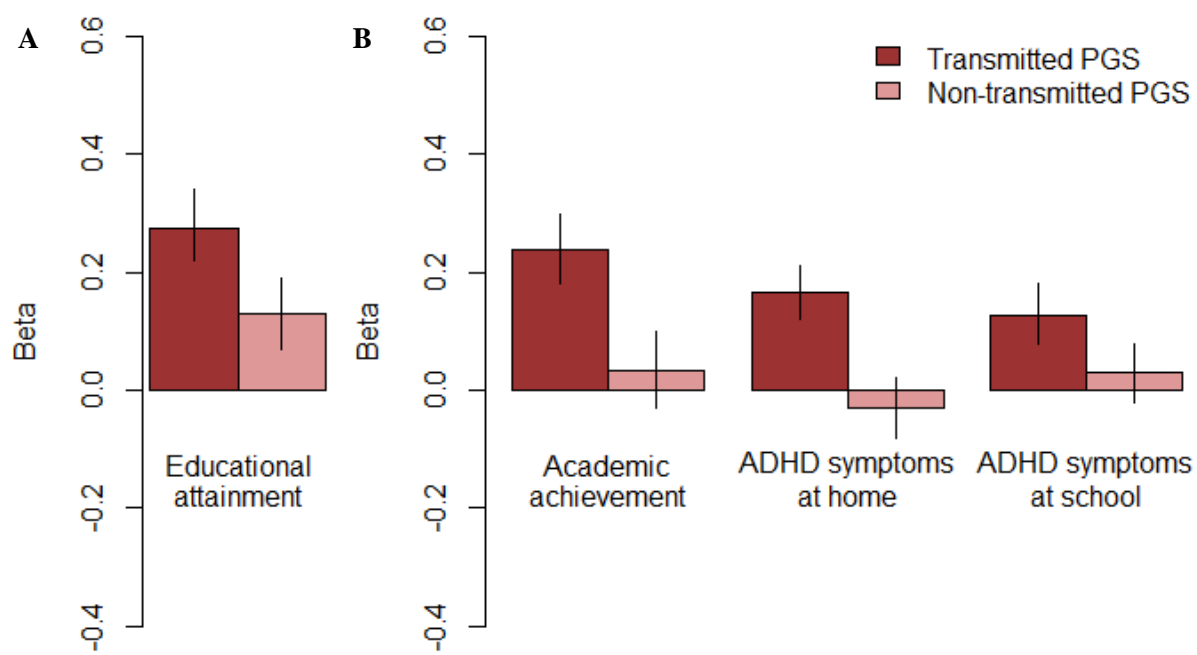 A
0.6
0.4
0.2
0.0
-0.2
-0.4
Beta
Educational
attainment
B
0.6
0.4
0.2
0.0
-0.2
-0.4
Beta
Transmitted PGS
Non-transmitted PGS
Academic
achievement
ADHD symptoms
at home
ADHD symptoms
at school